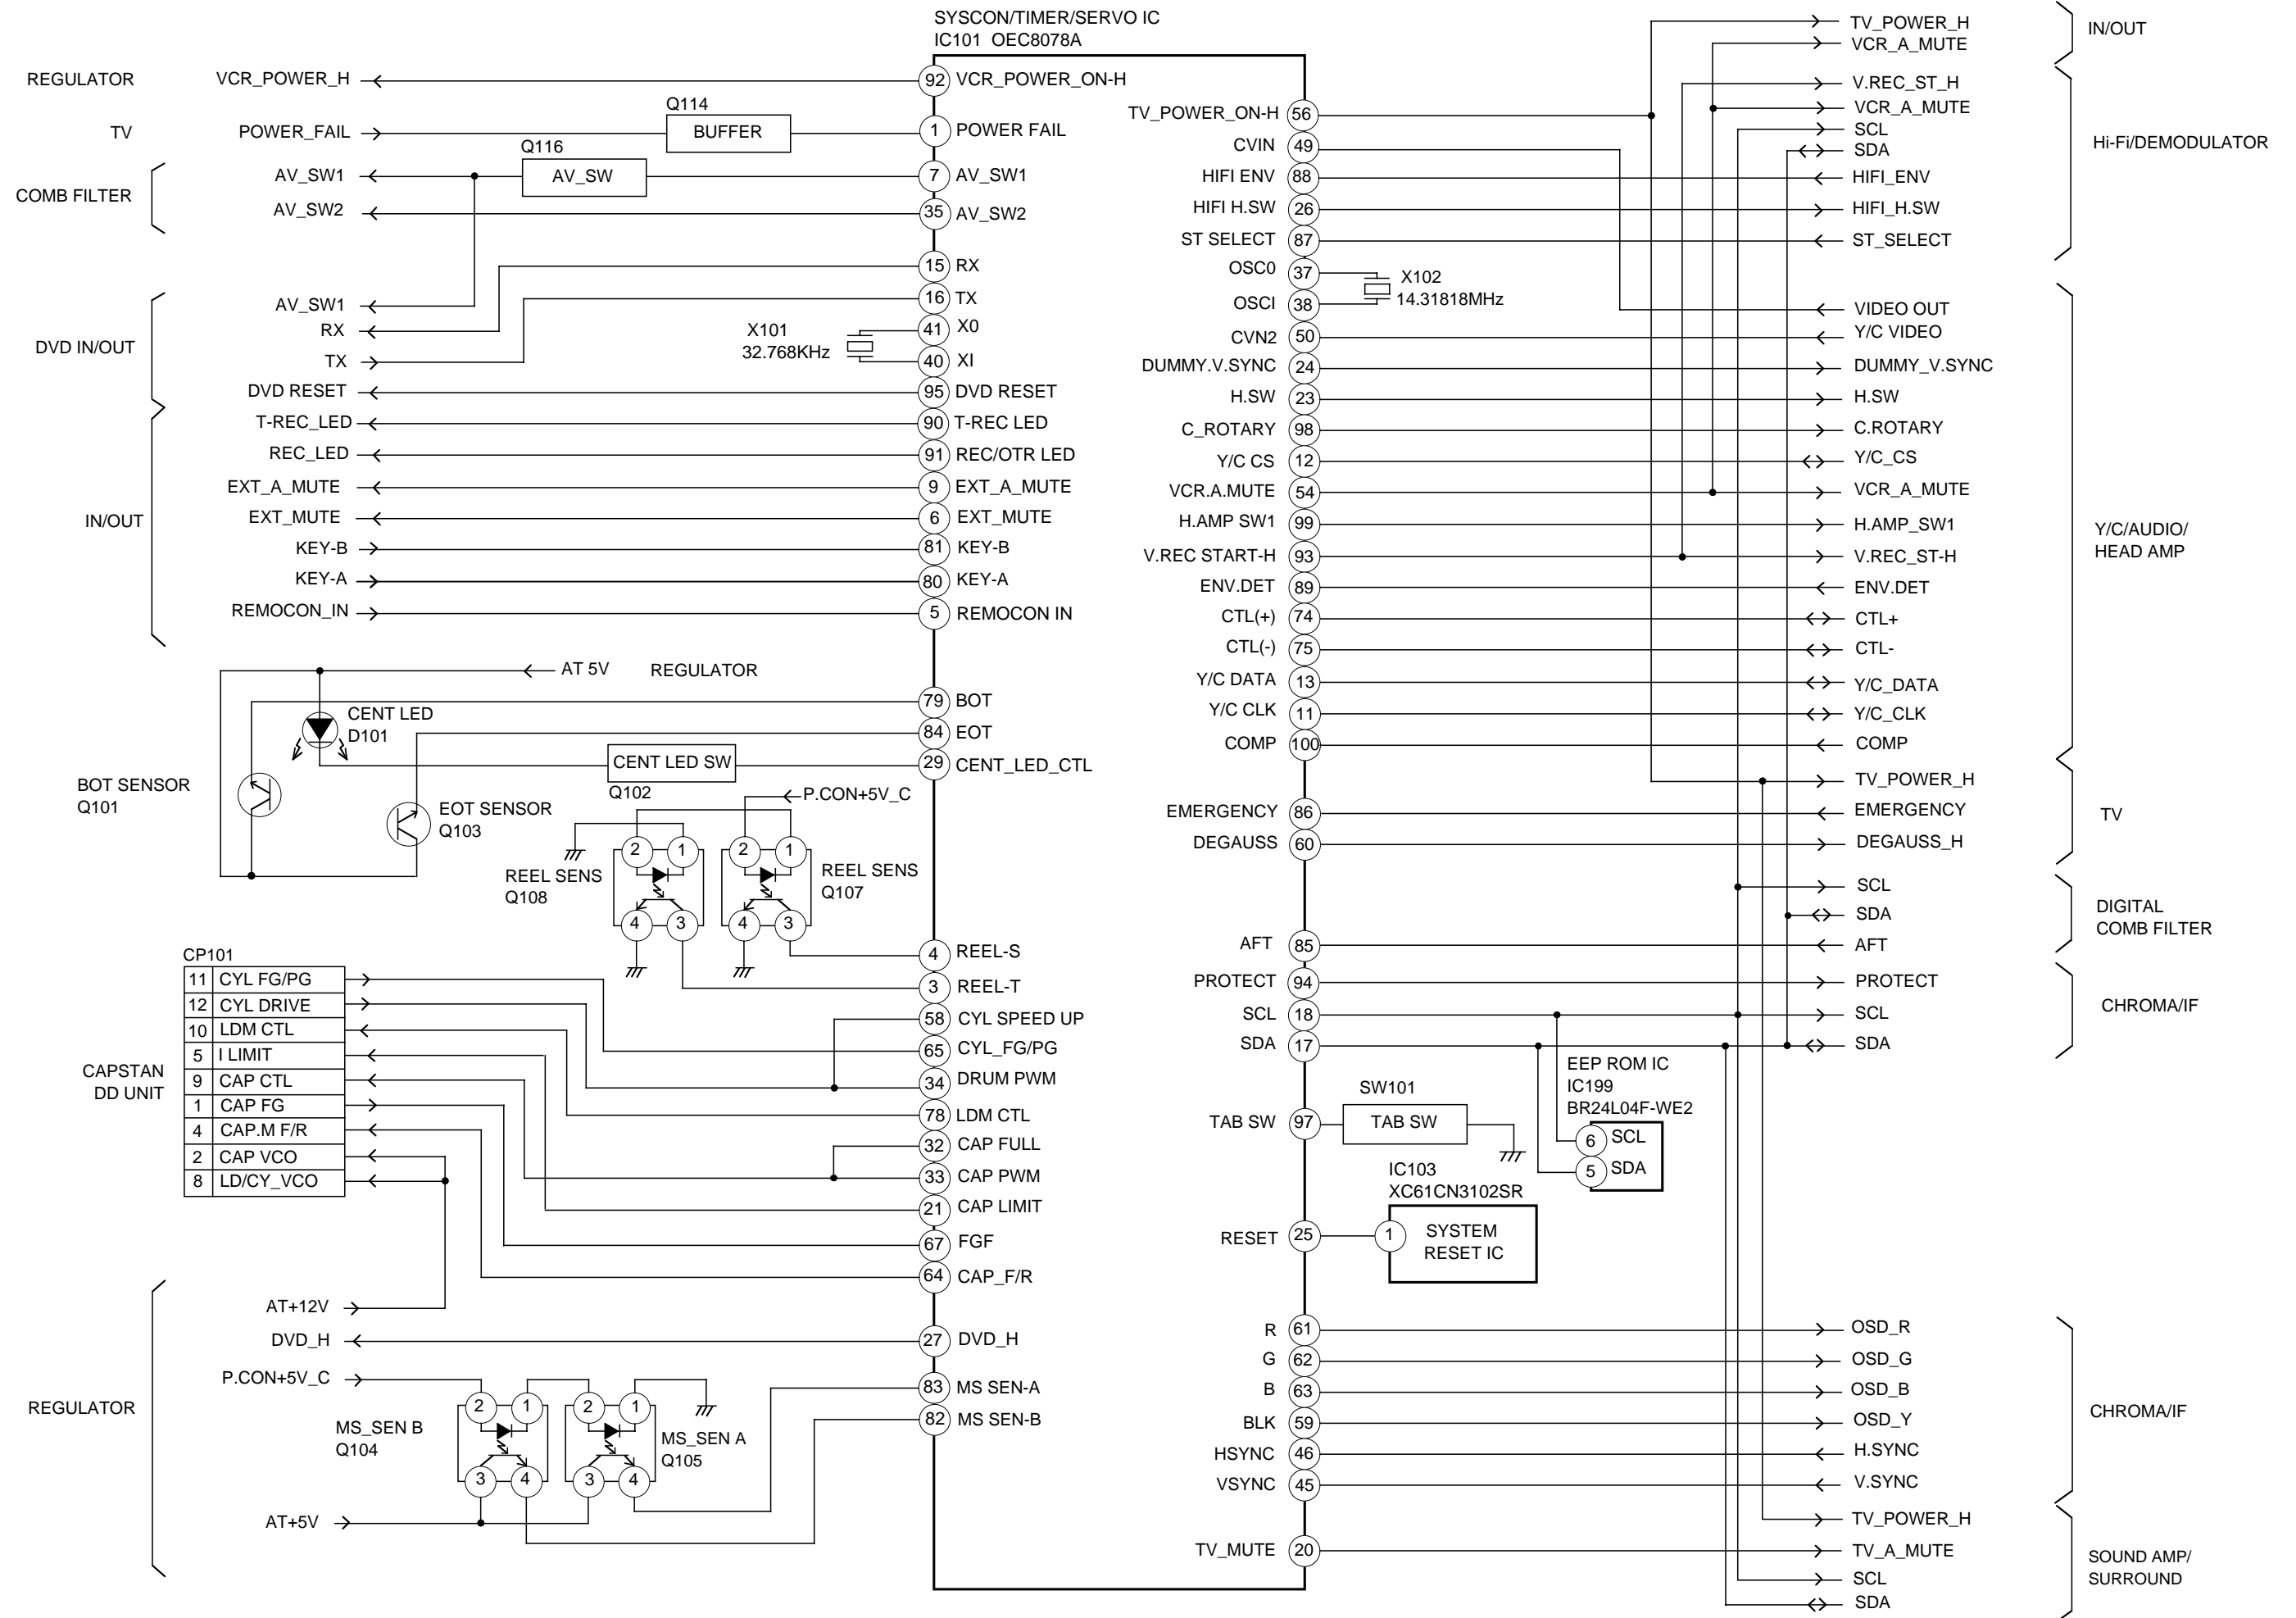 SYSCON/TIMER/SERVO IC
IC101 OEC8078A
REGULATOR
VCR_POWER_H
92 VCR_POWER_ON-H
TV
POWER_FAIL
Q114
BUFFER
1 POWER FAIL
COMB FILTER
AV_SW1
Q116
AV_SW
7 AV_SW1
AV_SW2
35 AV_SW2
DVD IN/OUT
15 RX
16 TX
AV_SW1
RX
TX
X101
32.768KHz
41 X0
40 XI
DVD RESET
95 DVD RESET
IN/OUT
T-REC_LED
90 T-REC LED
REC_LED
91 REC/OTR LED
EXT_A_MUTE
9 EXT_A_MUTE
EXT_MUTE
6 EXT_MUTE
KEY-B
81 KEY-B
KEY-A
80 KEY-A
REMOCON_IN
5 REMOCON IN
AT 5V
REGULATOR
79 BOT
CENT LED
D101
84 EOT
CENT LED SW
Q102
29 CENT_LED_CTL
BOT SENSOR
Q101
EOT SENSOR
Q103
P.CON+5V_C
2 1 2 1
REEL SENS
Q108
REEL SENS
Q107
4 3 4 3
4 REEL-S
3 REEL-T
58 CYL SPEED UP
65 CYL_FG/PG
34 DRUM PWM
78 LDM CTL
32 CAP FULL
33 CAP PWM
21 CAP LIMIT
67 FGF
64 CAP_F/R
CAPSTAN
DD UNIT
CP101
11 CYL FG/PG
12 CYL DRIVE
10 LDM CTL
5 I LIMIT
9 CAP CTL
1 CAP FG
4 CAP.M F/R
2 CAP VCO
8 LD/CY_VCO
REGULATOR
AT+12V
DVD_H
27 DVD_H
P.CON+5V_C
83 MS SEN-A
82 MS SEN-B
2 1 2 1
MS_SEN B
Q104
MS_SEN A
Q105
3 4 3 4
AT+5V
TV_POWER_ON-H 56
CVIN 49
HIFI ENV 88
HIFI H.SW 26
ST SELECT 87
OSC0 37
OSCI 38
X102
14.31818MHz
CVN2 50
DUMMY.V.SYNC 24
H.SW 23
C_ROTARY 98
Y/C CS 12
VCR.A.MUTE 54
H.AMP SW1 99
V.REC START-H 93
ENV.DET 89
CTL(+) 74
CTL(-) 75
Y/C DATA 13
Y/C CLK 11
COMP 100
EMERGENCY 86
DEGAUSS 60
AFT 85
PROTECT 94
SCL 18
SDA 17
TAB SW 97
SW101
TAB SW
EEP ROM IC
IC199
BR24L04F-WE2
6 SCL
5 SDA
IC103
XC61CN3102SR
RESET 25
1 SYSTEM
RESET IC
R 61
G 62
B 63
BLK 59
HSYNC 46
VSYNC 45
TV_MUTE 20
TV_POWER_H
VCR_A_MUTE
IN/OUT
V.REC_ST_H
VCR_A_MUTE
SCL
SDA
HIFI_ENV
HIFI_H.SW
ST_SELECT
Hi-Fi/DEMODULATOR
VIDEO OUT
Y/C VIDEO
DUMMY_V.SYNC
H.SW
C.ROTARY
Y/C_CS
VCR_A_MUTE
H.AMP_SW1
V.REC_ST-H
ENV.DET
CTL+
CTL-
Y/C_DATA
Y/C_CLK
COMP
Y/C/AUDIO/
HEAD AMP
TV_POWER_H
EMERGENCY
DEGAUSS_H
TV
SCL
SDA
AFT
DIGITAL
COMB FILTER
PROTECT
SCL
SDA
CHROMA/IF
OSD_R
OSD_G
OSD_B
OSD_Y
H.SYNC
V.SYNC
CHROMA/IF
TV_POWER_H
TV_A_MUTE
SCL
SDA
SOUND AMP/
SURROUND